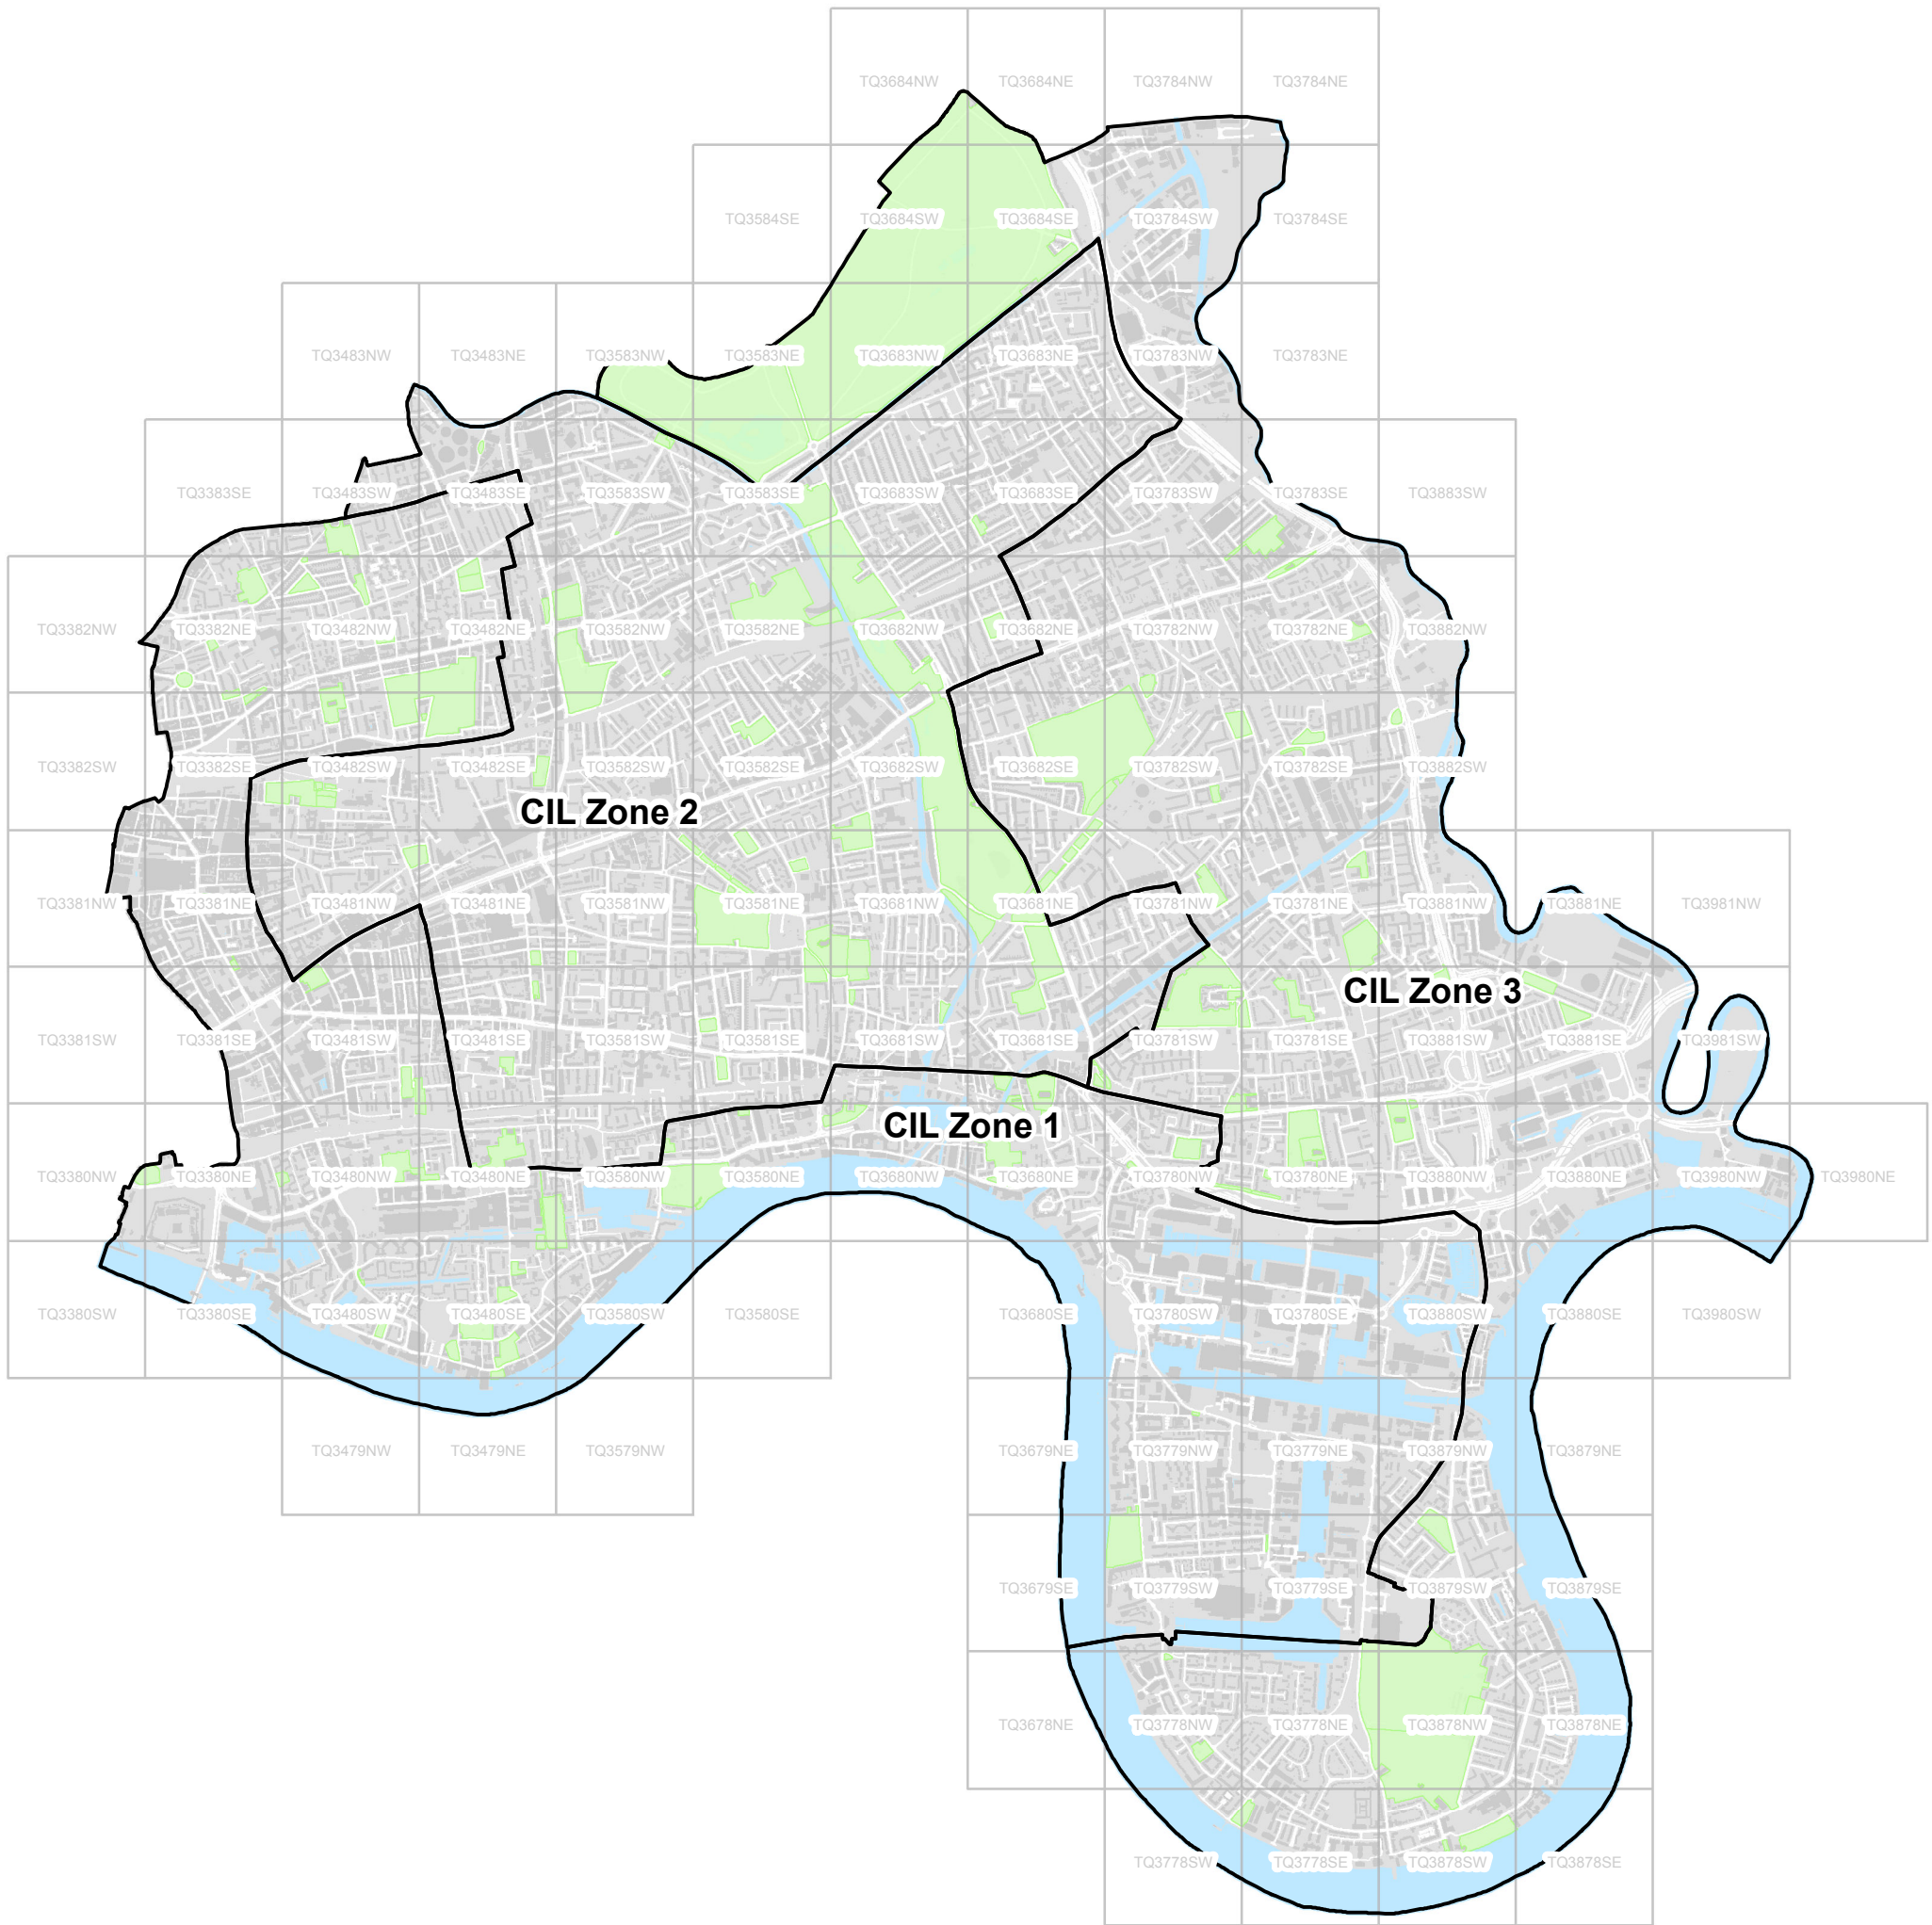 TQ3684NW TQ3684NE TQ3784NW TQ3784NE
TQ3584SE TQ3684SW TQ3684SE TQ3784SW TQ3784SE
TQ3483NW TQ3483NE TQ3583NW TQ3583NE TQ3683NW TQ3683NE TQ3783NW TQ3783NE
TQ3383SE TQ3483SW TQ3483SE TQ3583SW TQ3583SE TQ3683SW TQ3683SE TQ3783SW TQ3783SE TQ3883SW
TQ3382NW TQ3382NE TQ3482NW TQ3482NE TQ3582NW TQ3582NE TQ3682NW TQ3682NE TQ3782NW TQ3782NE TQ3882NW
TQ3382SW TQ3382SE TQ3482SW TQ3482SE TQ3582SW TQ3582SE TQ3682SW TQ3682SE TQ3782SW TQ3782SE TQ3882SW
CIL Zone 2
TQ3381NW TQ3381NE TQ3481NW TQ3481NE TQ3581NW TQ3581NE TQ3681NW TQ3681NE TQ3781NW TQ3781NE TQ3881NW TQ3881NE TQ3981NW
CIL Zone 3
TQ3381SW TQ3381SE TQ3481SW TQ3481SE TQ3581SW TQ3581SE TQ3681SW TQ3681SE TQ3781SW TQ3781SE TQ3881SW TQ3881SE TQ3981SW
CIL Zone 1
TQ3380NW TQ3380NE TQ3480NW TQ3480NE TQ3580NW TQ3580NE TQ3680NW TQ3680NE TQ3780NW TQ3780NE TQ3880NW TQ3880NE TQ3980NW TQ3980NE
TQ3380SW TQ3380SE TQ3480SW TQ3480SE TQ3580SW TQ3580SE TQ3680SE TQ3780SW TQ3780SE TQ3880SW TQ3880SE TQ3980SW
TQ3479NW TQ3479NE TQ3579NW TQ3679NE TQ3779NW TQ3779NE TQ3879NW TQ3879NE
TQ3679SE TQ3779SW TQ3779SE TQ3879SW TQ3879SE
TQ3678NE TQ3778NW TQ3778NE TQ3878NW TQ3878NE
TQ3778SW TQ3778SE TQ3878SW TQ3878SE